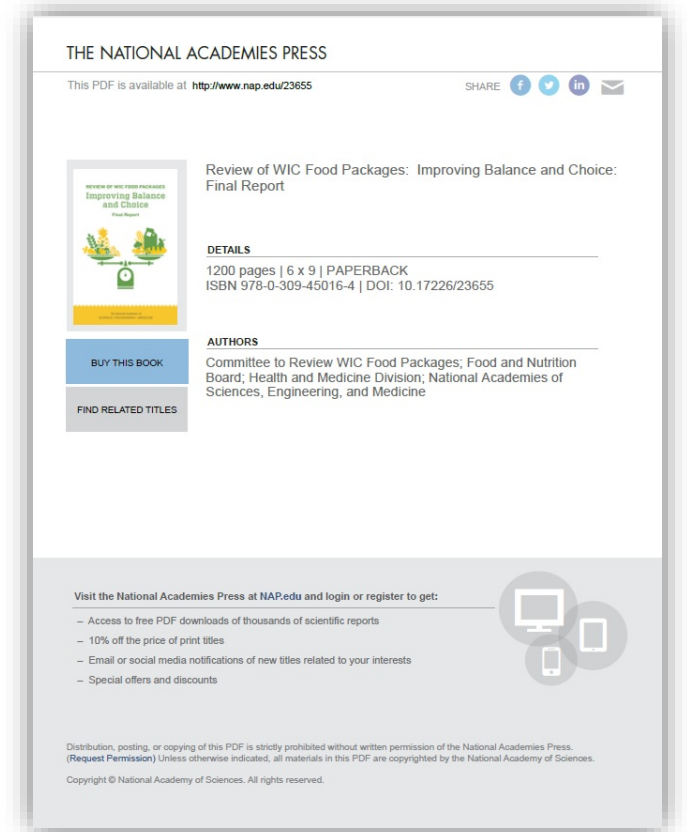 THE NATIONAL ACADEMIES PRESS
This PDF is available at http://www.nap.edu/23655
SHARE
REVIEW OF WIC FOOD PACKAGES
Improving Balance
and Choice
Final Report
Review of WIC Food Packages: Improving Balance and Choice:
Final Report
DETAILS
1200 pages | 6 x 9 | PAPERBACK
ISBN 978-0-309-45016-4 | DOI: 10.17226/23655
AUTHORS
Committee to Review WIC Food Packages; Food and Nutrition
Board; Health and Medicine Division; National Academies of
Sciences, Engineering, and Medicine
BUY THIS BOOK
FIND RELATED TITLES
Visit the National Academies Press at NAP.edu and login or register to get:
– Access to free PDF downloads of thousands of scientific reports
– 10% off the price of print titles
– Email or social media notifications of new titles related to your interests
– Special offers and discounts
Distribution, posting, or copying of this PDF is strictly prohibited without written permission of the National Academies Press.
(Request Permission) Unless otherwise indicated, all materials in this PDF are copyrighted by the National Academy of Sciences.
Copyright © National Academy of Sciences. All rights reserved.